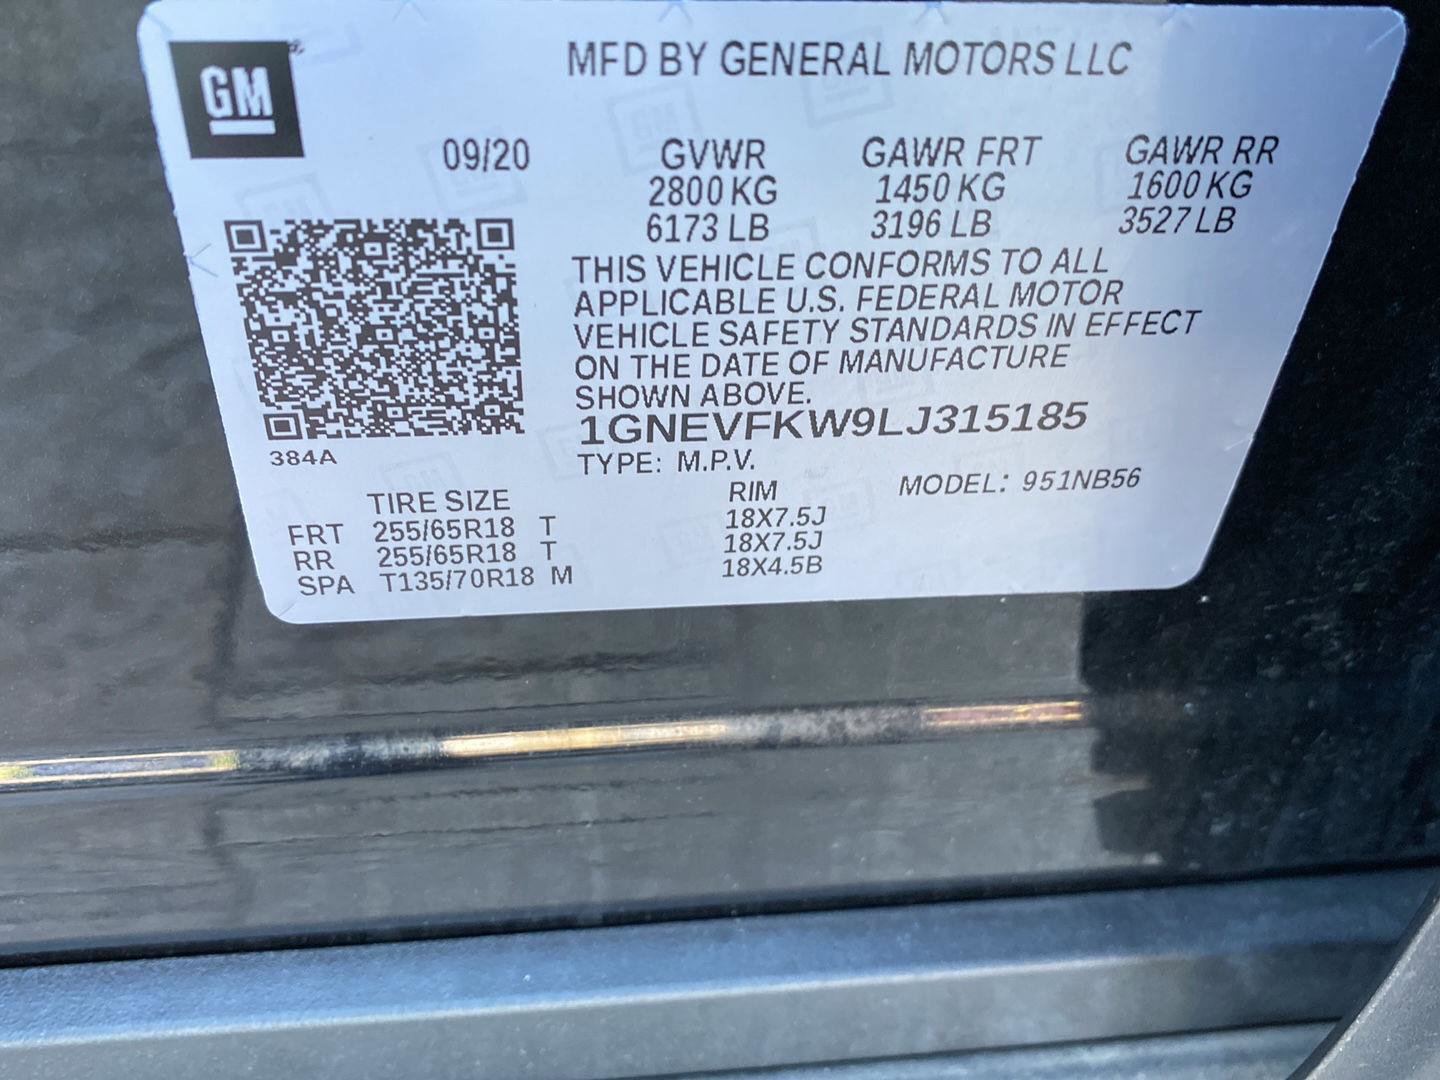 GM
MFD BY GENERAL MOTORS LLC
09/20 GVWR GAWR FRT GAWR RR
2800 KG 1450 KG 1600 KG
6173 LB 3196 LB 3527 LB
THIS VEHICLE CONFORMS TO ALL
APPLICABLE U.S. FEDERAL MOTOR
VEHICLE SAFETY STANDARDS IN EFFECT
ON THE DATE OF MANUFACTURE
SHOWN ABOVE.
1GNEVFKW9LJ315185
384A
TYPE: M.P.V.
MODEL: 951NB56
TIRE SIZE RIM
FRT 255/65R18 T 18X7.5J
RR 255/65R18 T 18X7.5J
SPA T135/70R18 M 18X4.5B